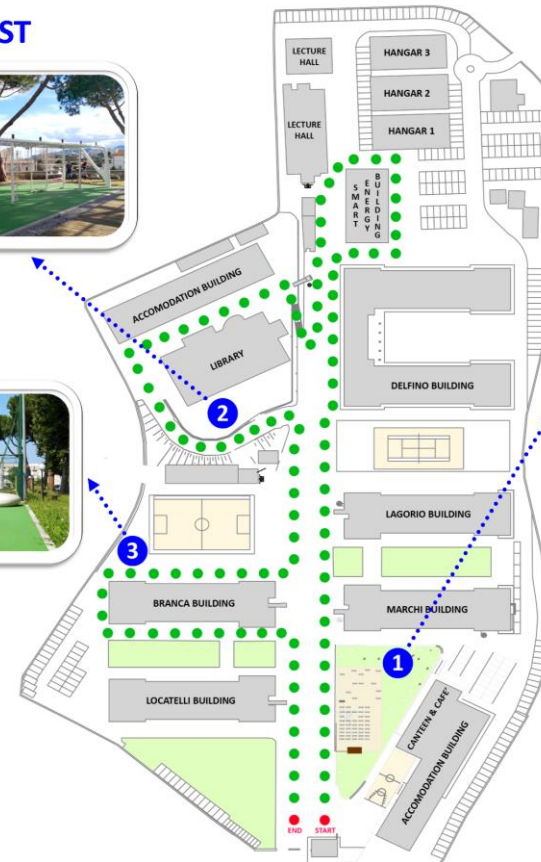 ST
LECTURE
HALL
HANGAR 3
HANGAR 2
HANGAR 1
LECTURE
HALL
SMART
ENERGY
BUILDING
ACCOMODATION BUILDING
LIBRARY
DELFINO BUILDING
2
LAGORIO BUILDING
3
BRANCA BUILDING
MARCHI BUILDING
1
LOCATELLI BUILDING
CANTEEN & CAFE'
ACCOMODATION BUILDING
END
START